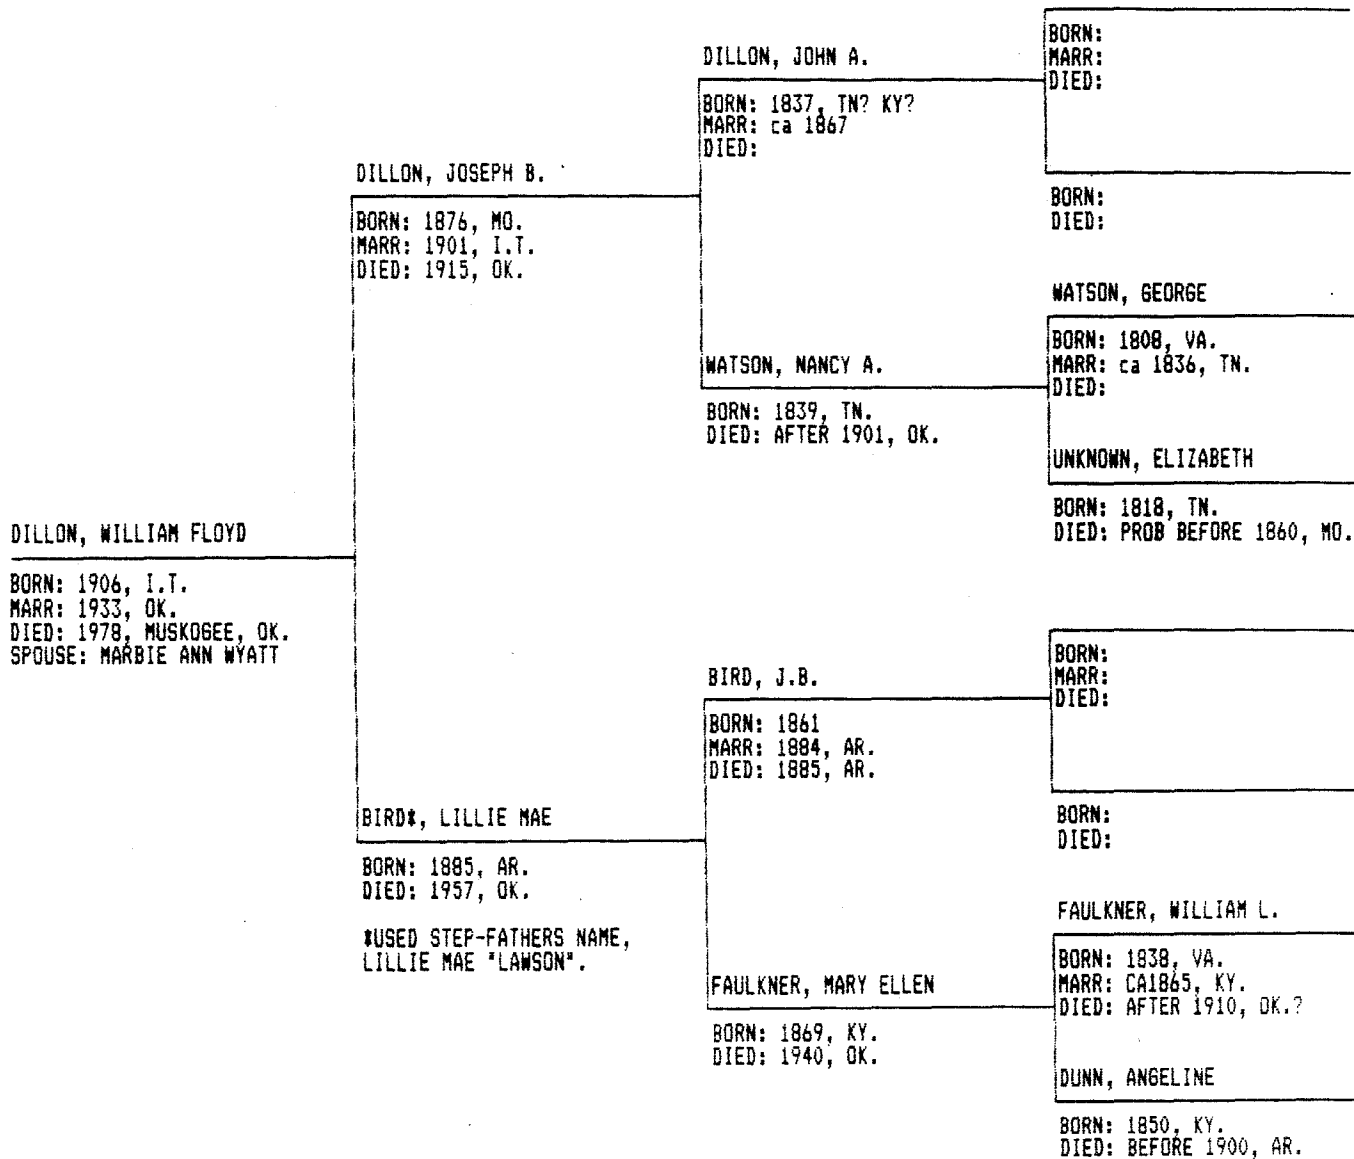 BORN:
MARR:
DIED:
DILLON, JOHN A.
BORN: 1837, TN? KY?
MARR: ca 1867
DIED:
DILLON, JOSEPH B.
BORN: 1876, MO.
MARR: 1901, I.T.
DIED: 1915, OK.
BORN:
DIED:
WATSON, GEORGE
BORN: 1808, VA.
MARR: ca 1836, TN.
DIED:
WATSON, NANCY A.
BORN: 1839, TN.
DIED: AFTER 1901, OK.
UNKNOWN, ELIZABETH
BORN: 1818, TN.
DIED: PROB BEFORE 1860, MO.
DILLON, WILLIAM FLOYD
BORN: 1906, I.T.
MARR: 1933, OK.
DIED: 1978, MUSKOGEE, OK.
SPOUSE: MARBIE ANN WYATT
BORN:
MARR:
DIED:
BIRD, J.B.
BORN: 1861
MARR: 1884, AR.
DIED: 1885, AR.
BIRD*, LILLIE MAE
BORN: 1885, AR.
DIED: 1957, OK.
*USED STEP-FATHERS NAME,
LILLIE MAE "LAWSON".
BORN:
DIED:
FAULKNER, WILLIAM L.
BORN: 1838, VA.
MARR: CA1865, KY.
DIED: AFTER 1910, OK.?
FAULKNER, MARY ELLEN
BORN: 1869, KY.
DIED: 1940, OK.
DUNN, ANGELINE
BORN: 1850, KY.
DIED: BEFORE 1900, AR.